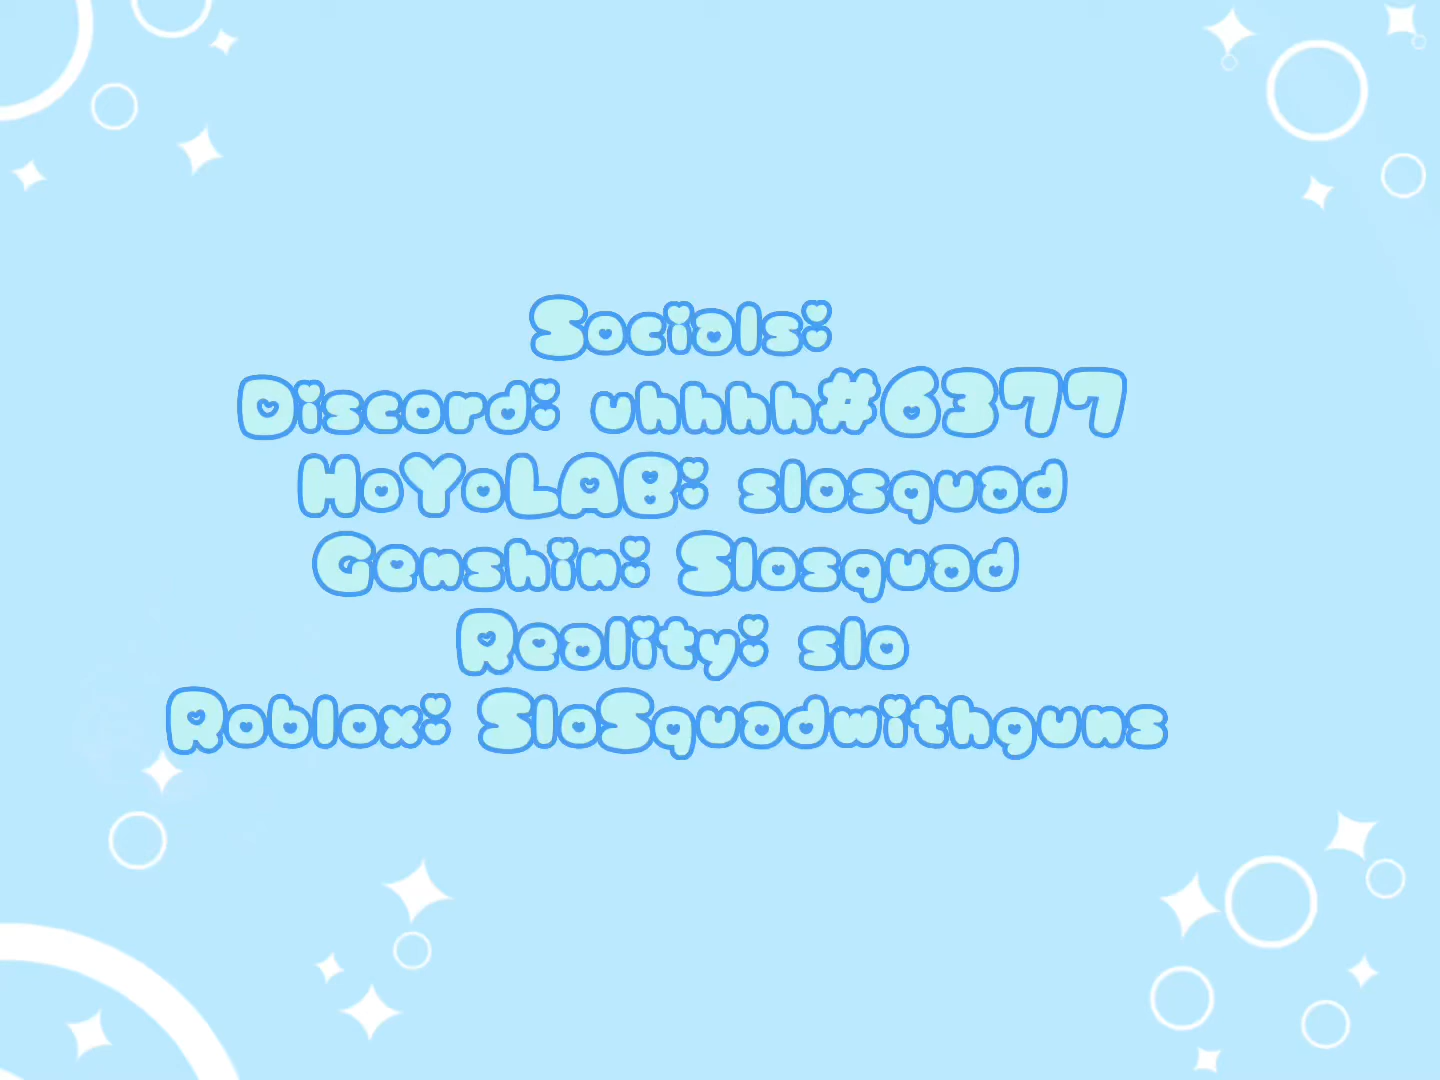 Socials:
Discord: uhhhh#6377
HoYoLAB: slosquad
Genshin: Slosquad
Reality: slo
Roblox: SloSquadwithguns